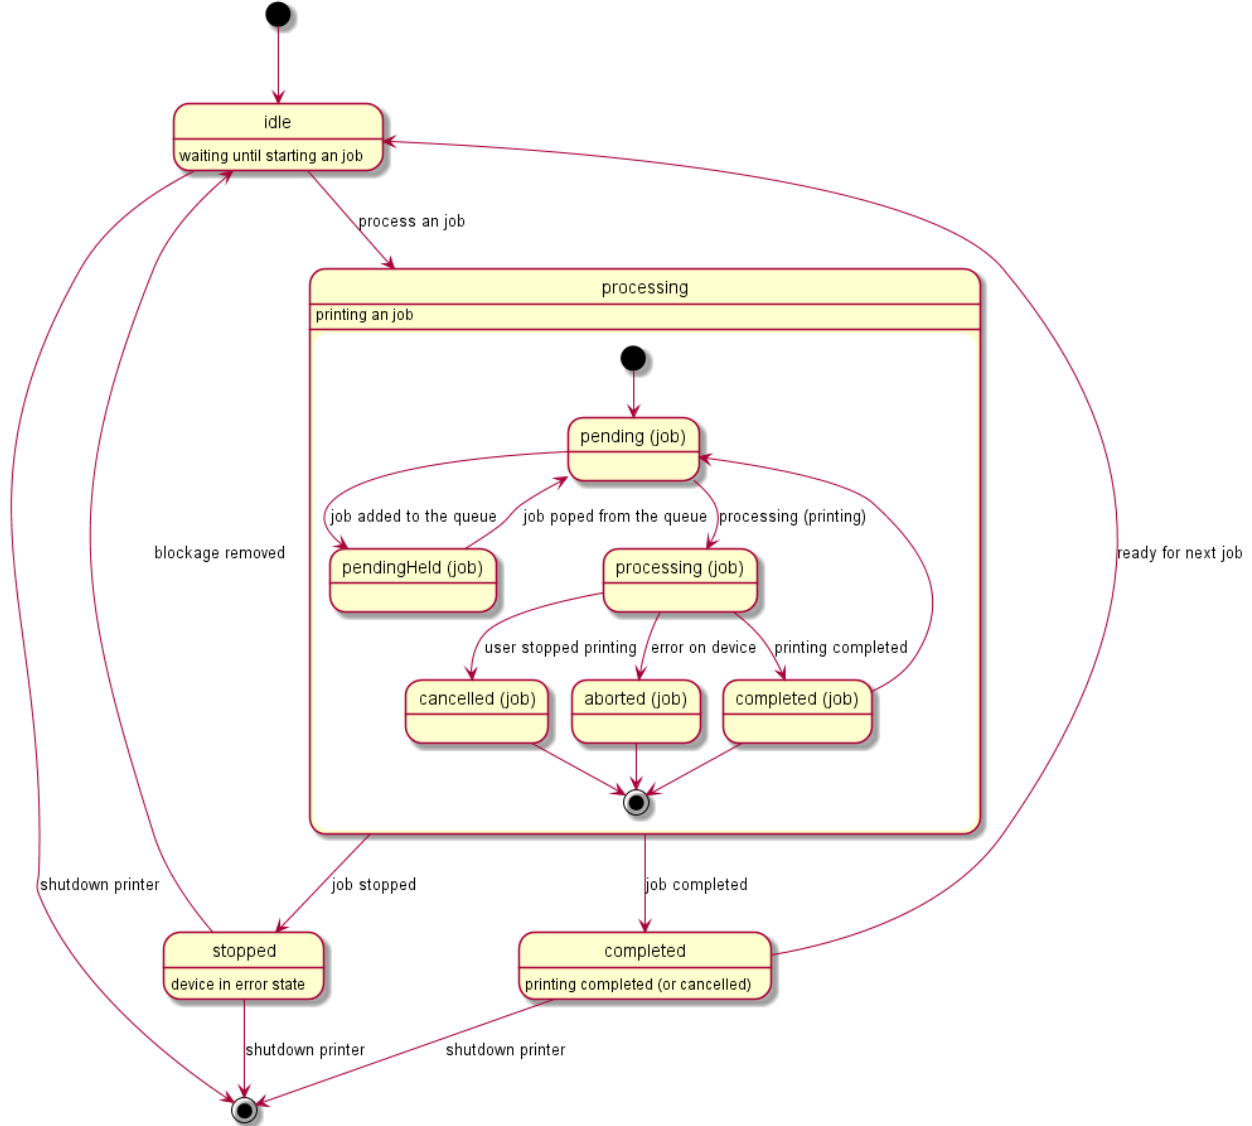 idle
waiting until starting an job
process an job
processing
printing an job
pending (job)
job added to the queue
job poped from the queue
processing (printing)
blockage removed
ready for next job
pendingHeld (job)
processing (job)
user stopped printing
error on device
printing completed
cancelled (job)
aborted (job)
completed (job)
shutdown printer
job stopped
job completed
stopped
device in error state
completed
printing completed (or cancelled)
shutdown printer
shutdown printer